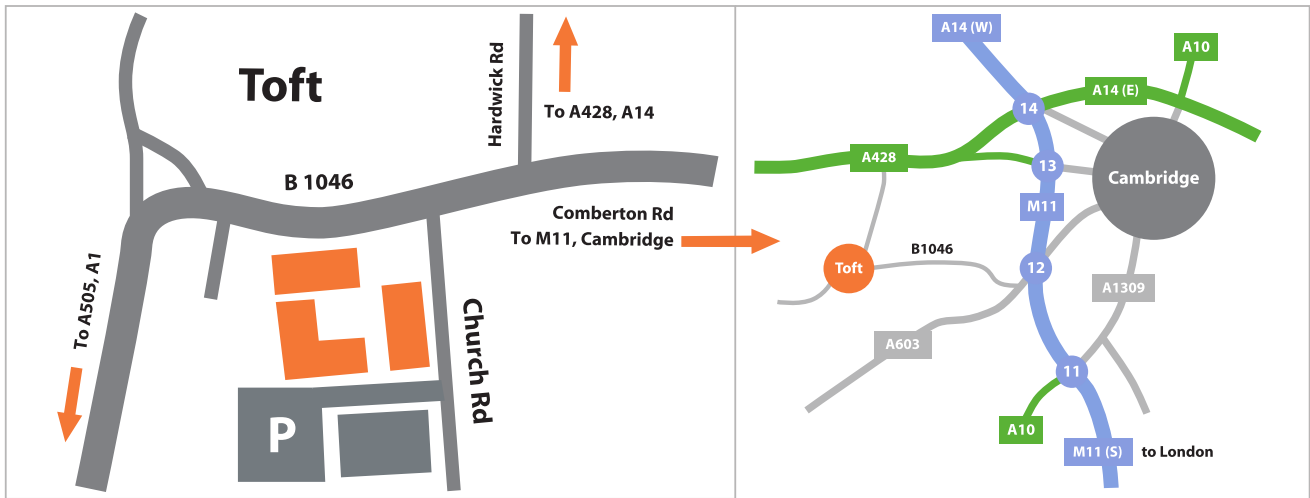 Toft
Hardwick Rd
To A428, A14
B 1046
Comberton Rd
To M11, Cambridge
To A505, A1
Church Rd
P
A14 (W)
A10
A14 (E)
14
A428
13
Cambridge
M11
B1046
Toft
12
A1309
A603
11
A10
M11 (S)
to London